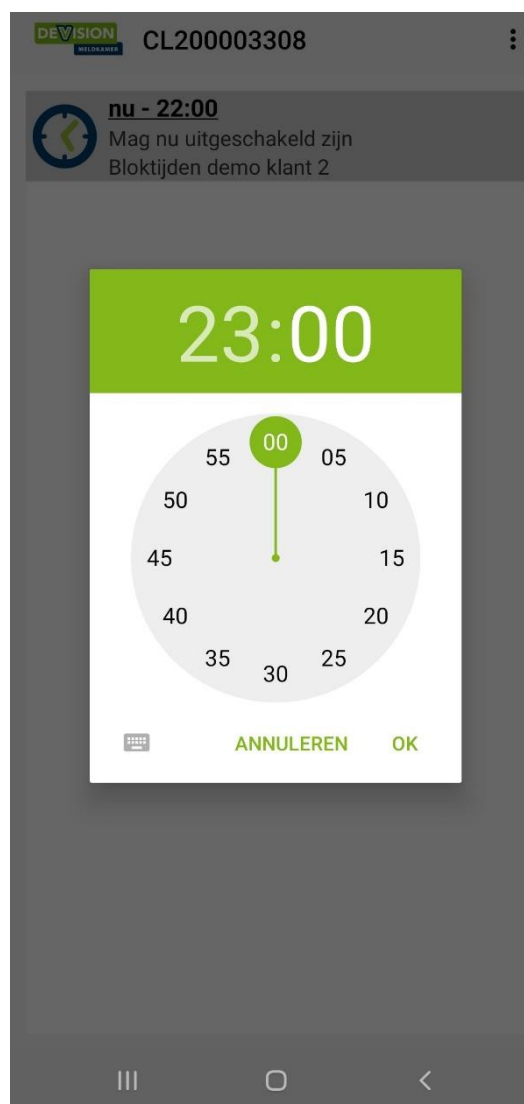 DEVISION
MELDKAMER
CL200003308
nu - 22:00
Mag nu uitgeschakeld zijn
Bloktijden demo klant 2
23:00
00
55 05
50 10
45 15
40 20
35 25
30
ANNULEREN OK